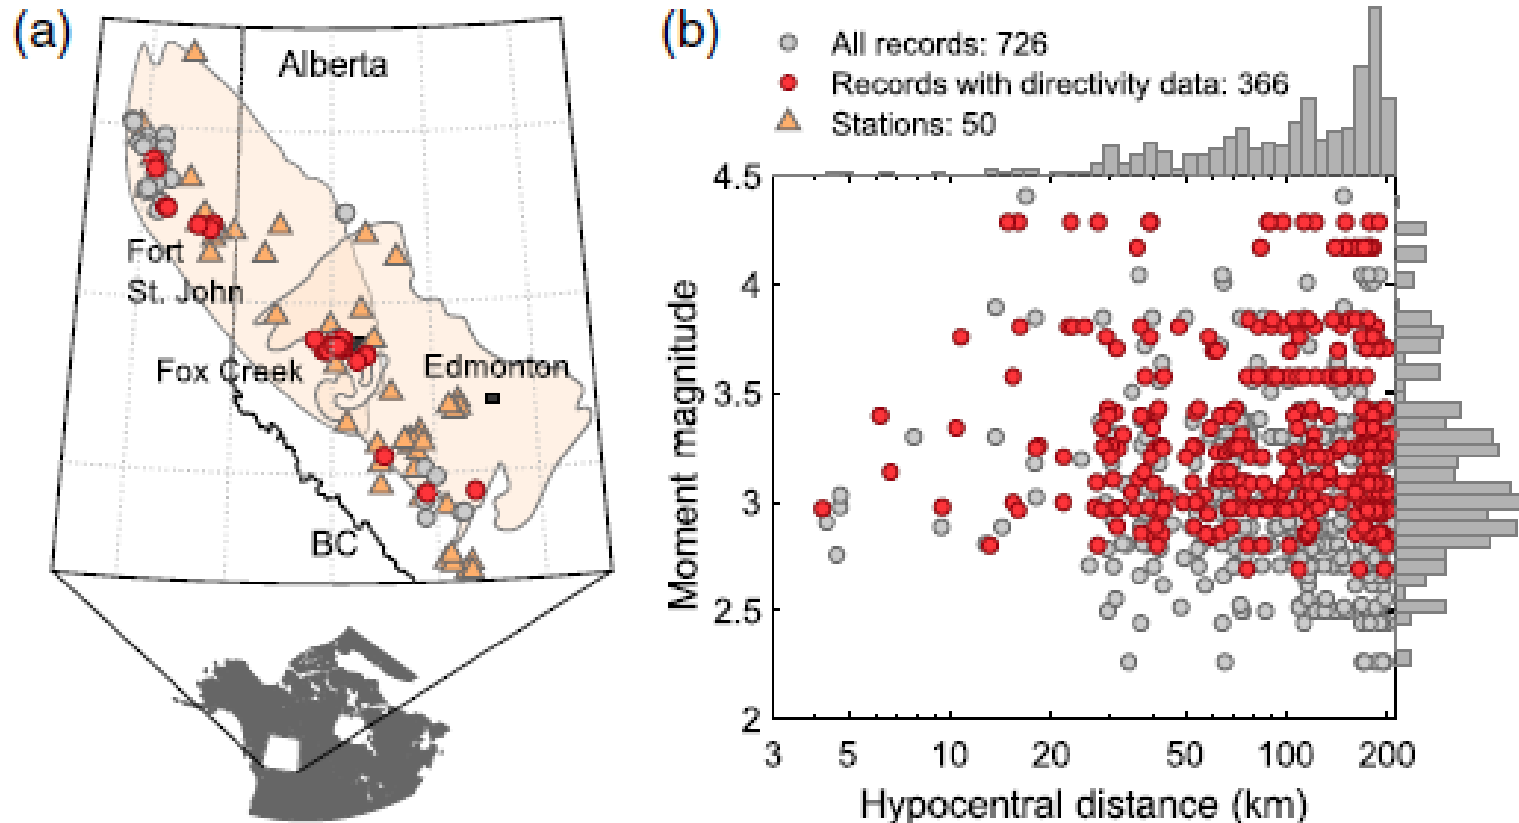 (a)
Alberta
Fort
St. John
Fox Creek
Edmonton
BC
(b)
All records: 726
Records with directivity data: 366
Stations: 50
4.5
4
3.5
3
2.5
2
Moment magnitude
3 5 10 20 50 100 200
Hypocentral distance (km)